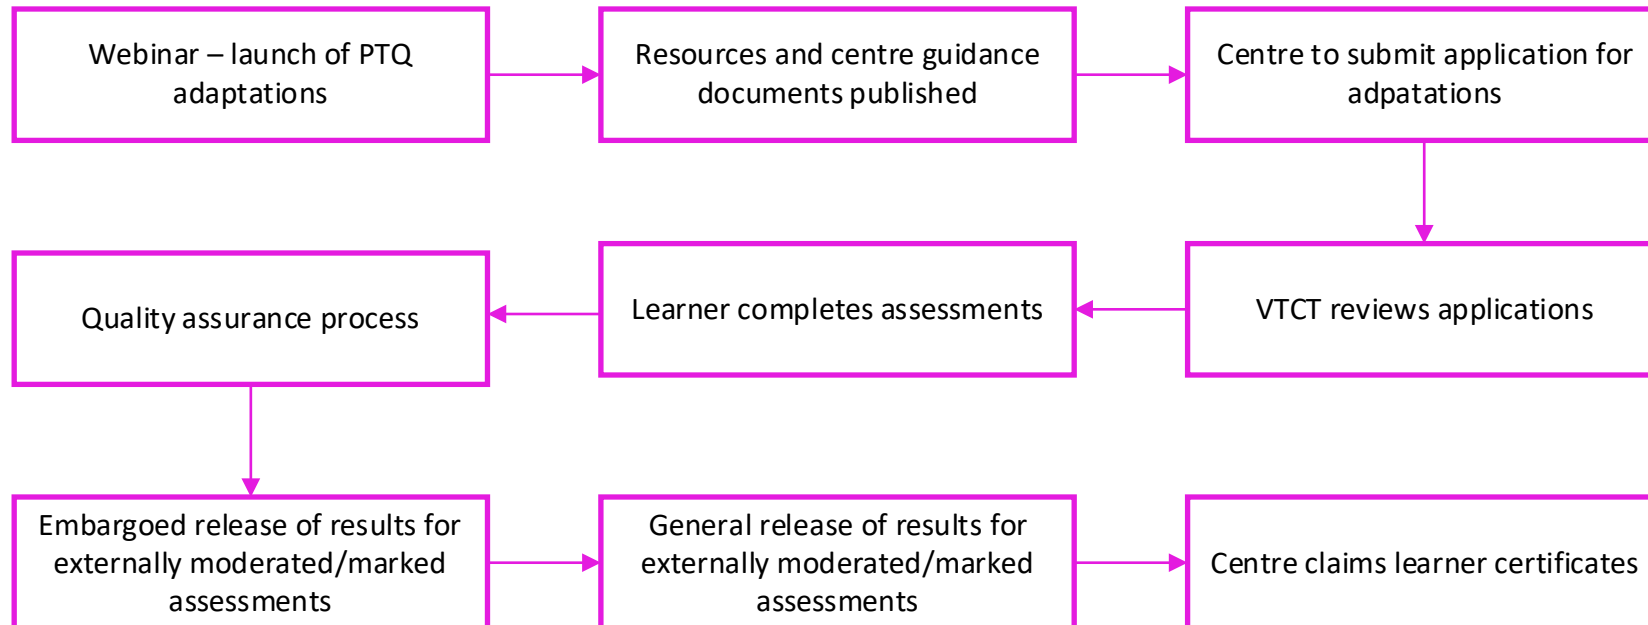 Webinar – launch of PTQ
adaptations
Resources and centre guidance
documents published
Centre to submit application for
adpatations
VTCT reviews applications
Learner completes assessments
Quality assurance process
Embargoed release of results for
externally moderated/marked
assessments
General release of results for
externally moderated/marked
assessments
Centre claims learner certificates